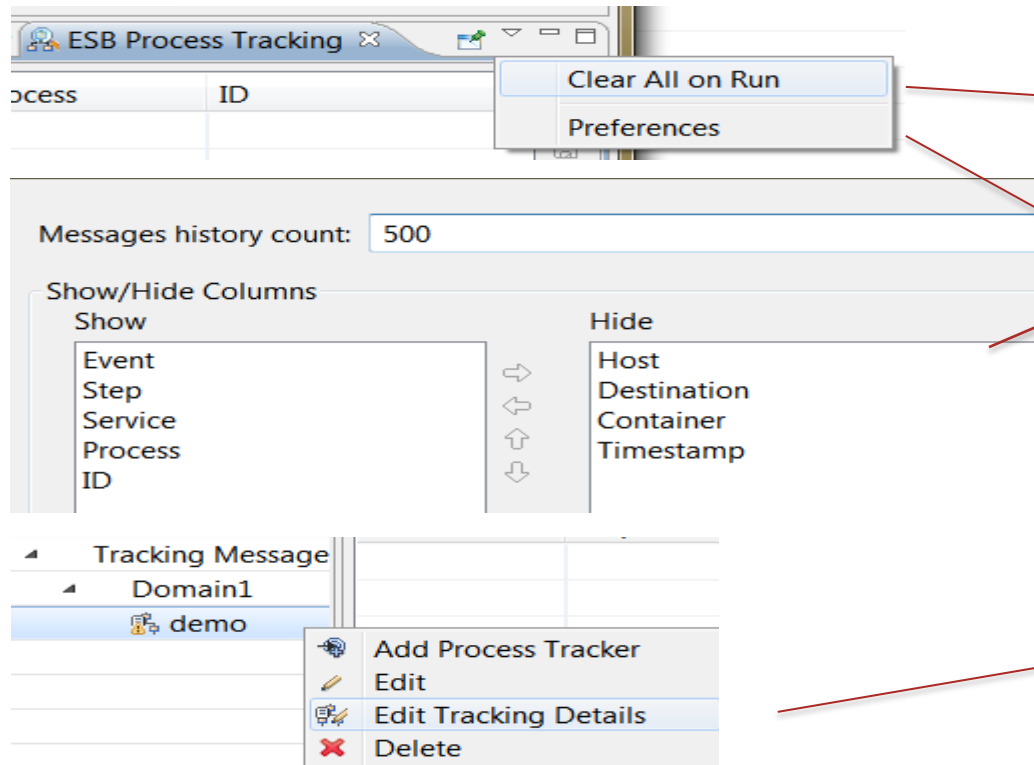 ESB Process Tracking
Clear All on Run
ocess ID
Preferences
Messages history count: 500
Show/Hide Columns
Show Hide
Event Host
Step Destination
Service Container
Process Timestamp
ID
Tracking Message
Domain1
demo
Add Process Tracker
Edit
Edit Tracking Details
Delete